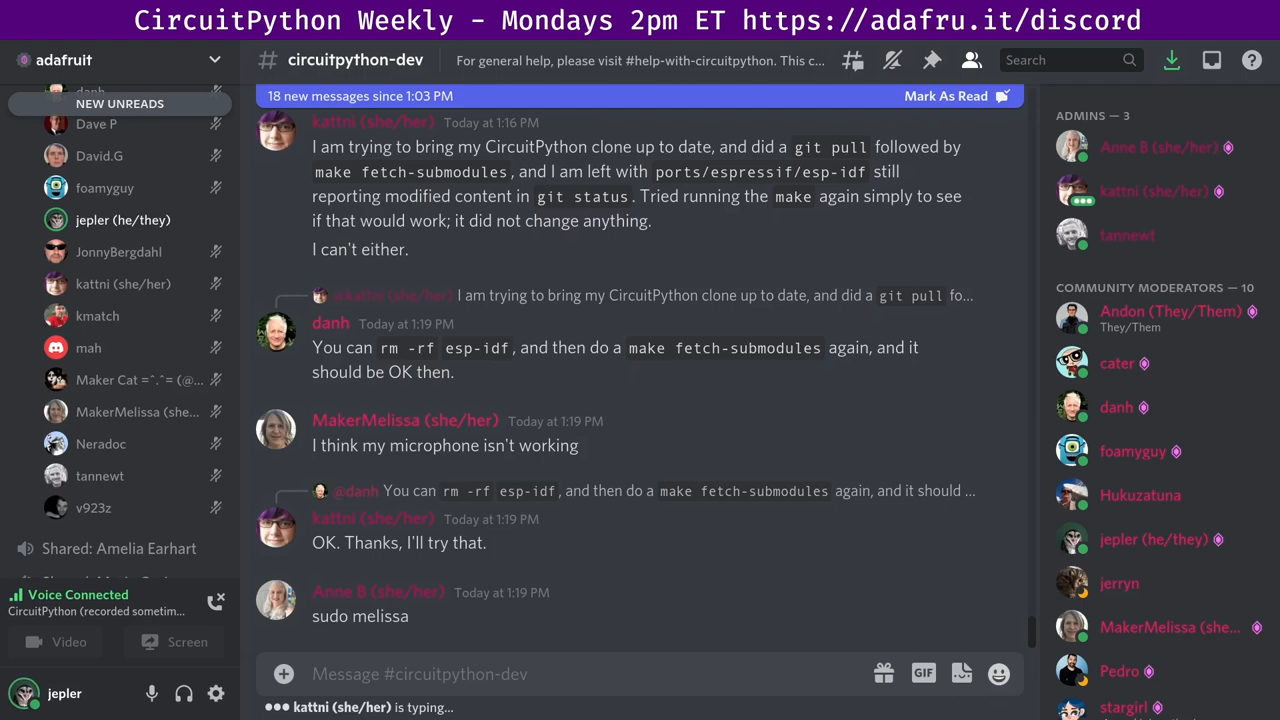 CircuitPython Weekly - Mondays 2pm ET https://adafru.it/discord
adafruit
danh
NEW UNREADS
Dave P
David.G
foamyguy
jepler (he/they)
JonnyBergdahl
kattni (she/her)
kmatch
mah
Maker Cat =^.^= (@...
MakerMelissa (she...
Neradoc
tannewt
v923z
Shared: Amelia Earhart
Voice Connected
CircuitPython (recorded sometim...
Video
Screen
jepler
# circuitpython-dev
For general help, please visit #help-with-circuitpython. This c...
Search
18 new messages since 1:03 PM
Mark As Read
kattni (she/her) Today at 1:16 PM
I am trying to bring my CircuitPython clone up to date, and did a git pull followed by
make fetch-submodules, and I am left with ports/espressif/esp-idf still
reporting modified content in git status. Tried running the make again simply to see
if that would work; it did not change anything.
I can't either.
@kattni (she/her) I am trying to bring my CircuitPython clone up to date, and did a git pull fo...
danh Today at 1:19 PM
You can rm -rf esp-idf, and then do a make fetch-submodules again, and it
should be OK then.
MakerMelissa (she/her) Today at 1:19 PM
I think my microphone isn't working
@danh You can rm -rf esp-idf, and then do a make fetch-submodules again, and it should ...
kattni (she/her) Today at 1:19 PM
OK. Thanks, I'll try that.
Anne B (she/her) Today at 1:19 PM
sudo melissa
Message #circuitpython-dev
GIF
kattni (she/her) is typing...
ADMINS — 3
Anne B (she/her)
kattni (she/her)
tannewt
COMMUNITY MODERATORS — 10
Andon (They/Them)
They/Them
cater
danh
foamyguy
Hukuzatuna
jepler (he/they)
jerryn
MakerMelissa (she...
Pedro
stargirl